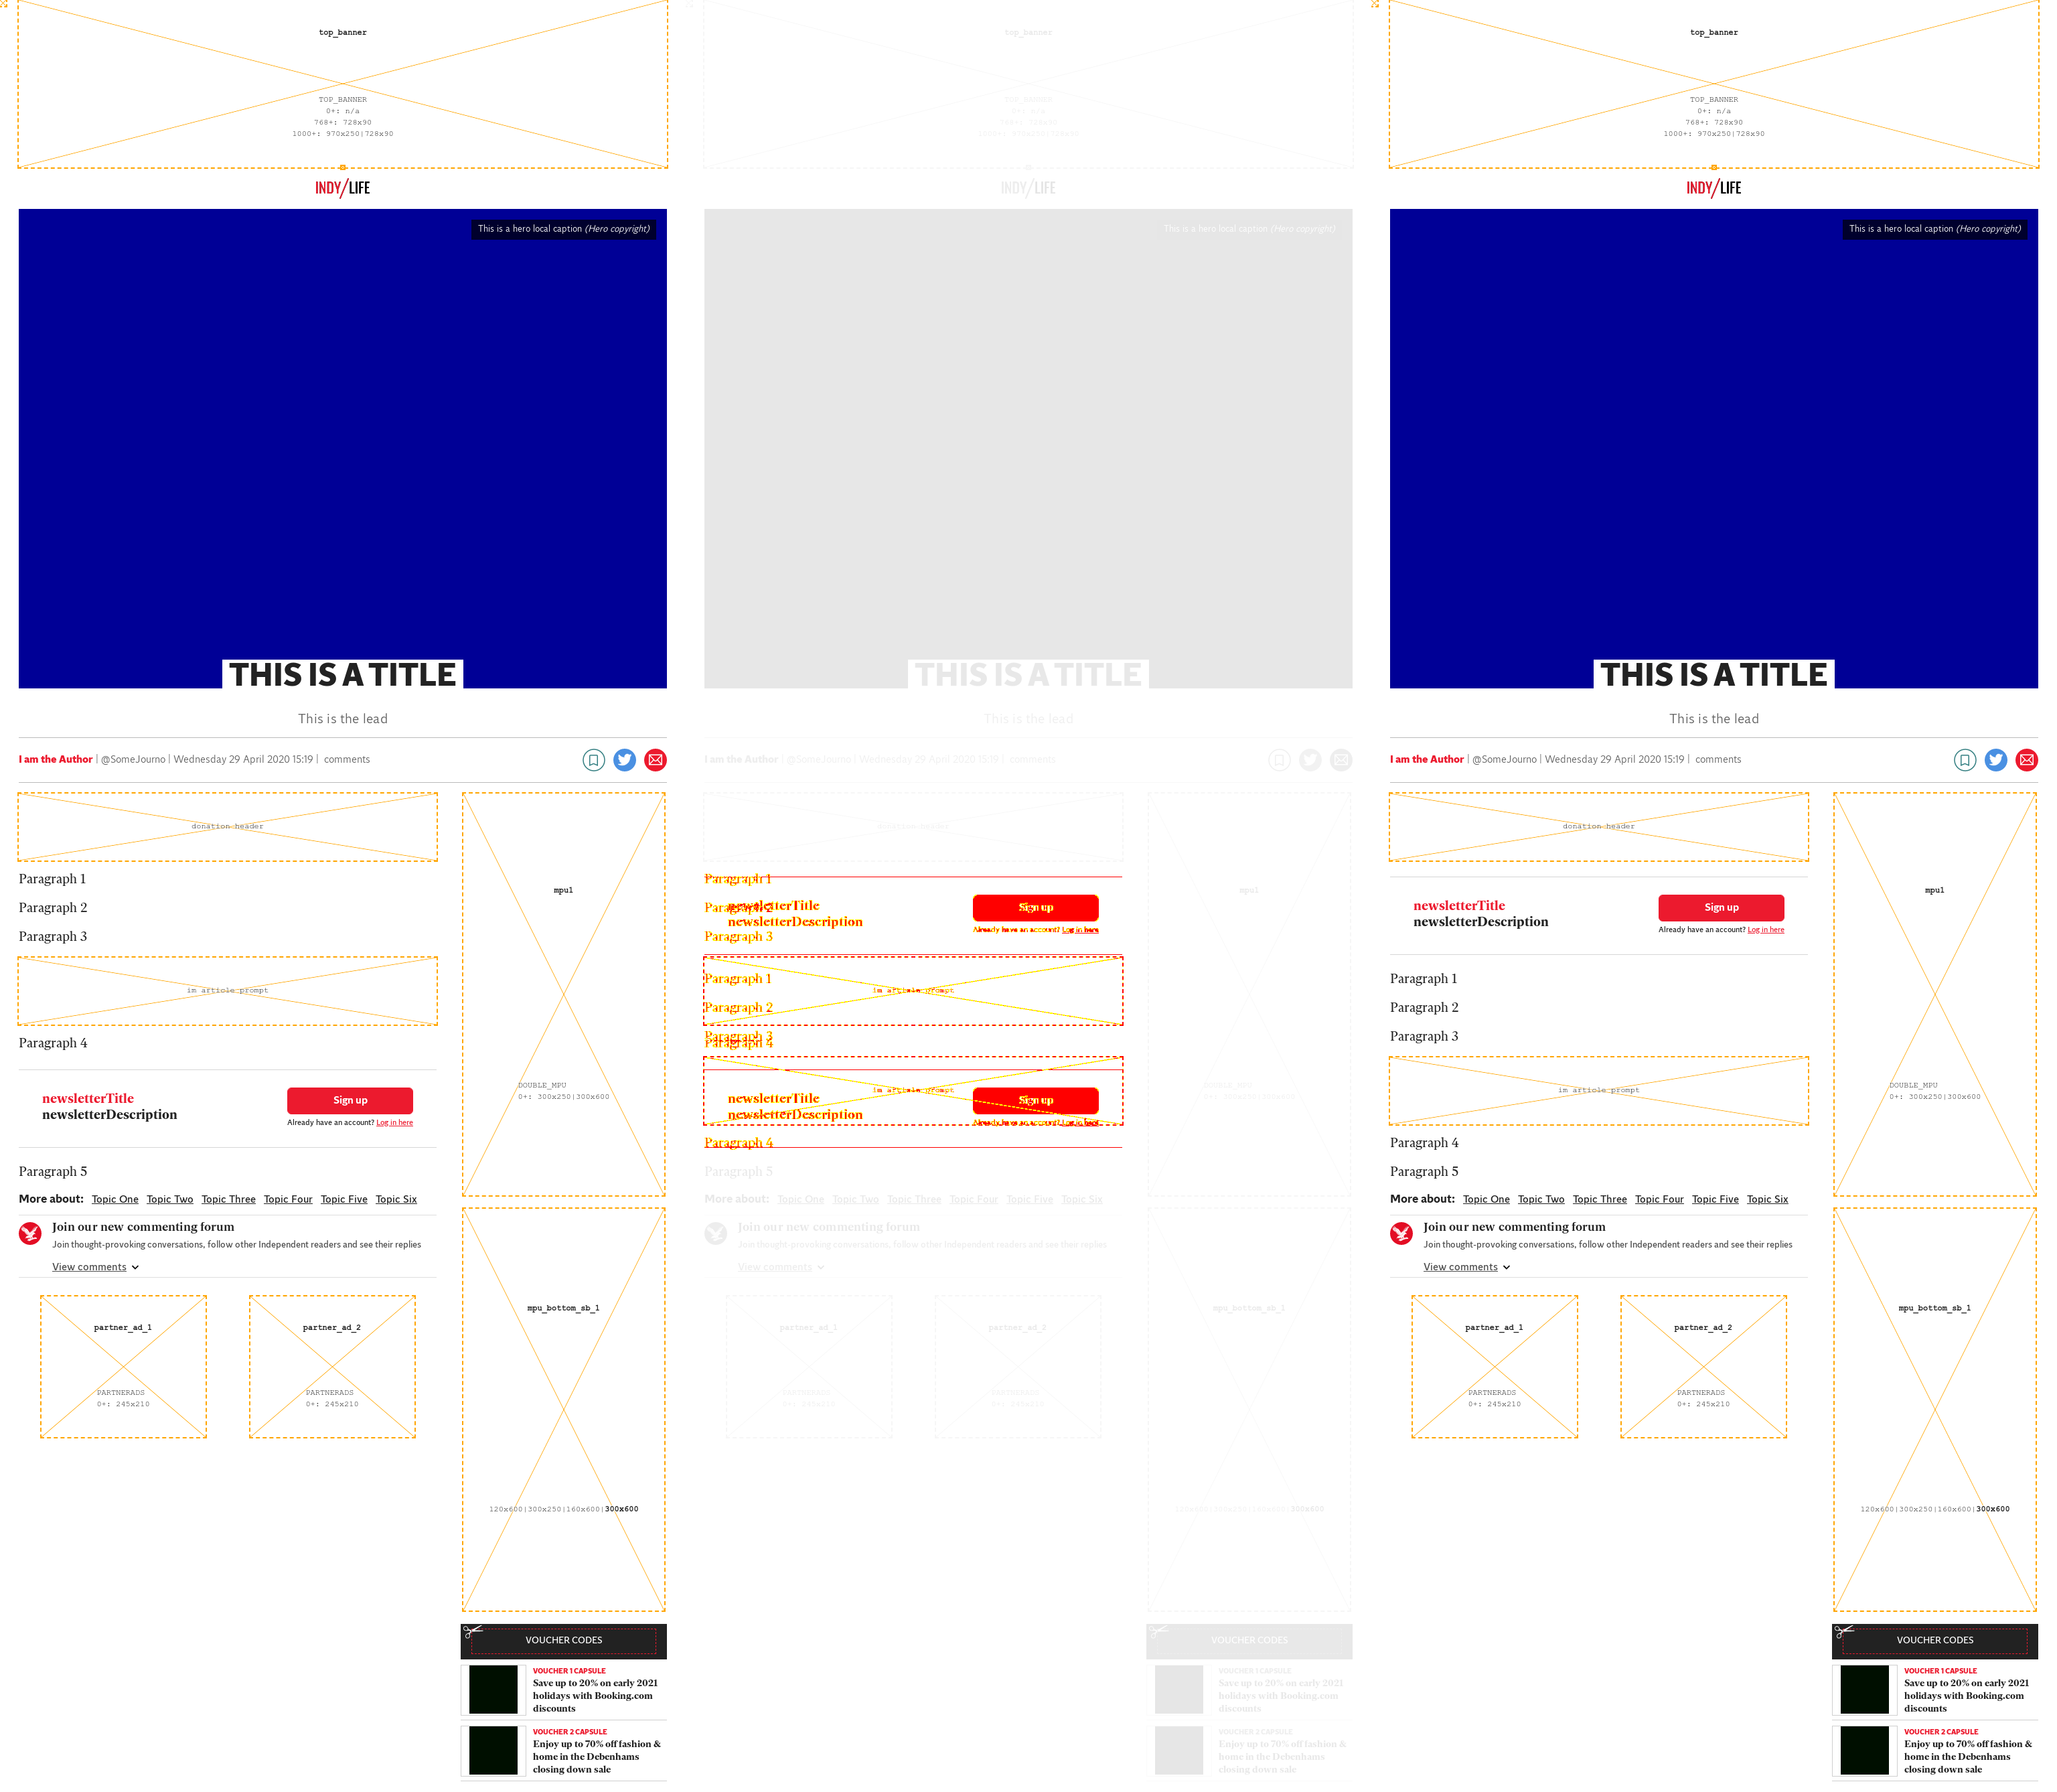 top_banner
TOP_BANNER
0+: n/a
768+: 728x90
1000+: 970x250|728x90
INDY/LIFE
This is a hero local caption (Hero copyright)
THIS IS A TITLE
This is the lead
I am the Author | @SomeJourno | Wednesday 29 April 2020 15:19 | comments
donation header
Paragraph 1
Paragraph 2
Paragraph 3
im article prompt
Paragraph 4
newsletterTitle
newsletterDescription
Sign up
Already have an account? Log in here
Paragraph 5
More about: Topic One Topic Two Topic Three Topic Four Topic Five Topic Six
Join our new commenting forum
Join thought-provoking conversations, follow other Independent readers and see their replies
View comments
partner_ad_1
PARTNERADS
0+: 245x210
partner_ad_2
PARTNERADS
0+: 245x210
mpu1
DOUBLE_MPU
0+: 300x250|300x600
mpu_bottom_sb_1
120x600|300x250|160x600|300x600
VOUCHER CODES
VOUCHER 1 CAPSULE
Save up to 20% on early 2021
holidays with Booking.com
discounts
VOUCHER 2 CAPSULE
Enjoy up to 70% off fashion &
home in the Debenhams
closing down sale
top_banner
TOP_BANNER
0+: n/a
768+: 728x90
1000+: 970x250|728x90
INDY/LIFE
This is a hero local caption (Hero copyright)
THIS IS A TITLE
This is the lead
I am the Author | @SomeJourno | Wednesday 29 April 2020 15:19 | comments
donation header
Paragraph 1
newsletterTitle
newsletterDescription
Sign up
Already have an account? Log in here
Paragraph 2
Paragraph 3
Paragraph 1
im article prompt
Paragraph 2
Paragraph 3
Paragraph 4
im article prompt
newsletterTitle
newsletterDescription
Sign up
Already have an account? Log in here
Paragraph 4
Paragraph 5
More about: Topic One Topic Two Topic Three Topic Four Topic Five Topic Six
Join our new commenting forum
Join thought-provoking conversations, follow other Independent readers and see their replies
View comments
partner_ad_1
PARTNERADS
0+: 245x210
partner_ad_2
PARTNERADS
0+: 245x210
mpu1
DOUBLE_MPU
0+: 300x250|300x600
mpu_bottom_sb_1
120x600|300x250|160x600|300x600
VOUCHER CODES
VOUCHER 1 CAPSULE
Save up to 20% on early 2021
holidays with Booking.com
discounts
VOUCHER 2 CAPSULE
Enjoy up to 70% off fashion &
home in the Debenhams
closing down sale
top_banner
TOP_BANNER
0+: n/a
768+: 728x90
1000+: 970x250|728x90
INDY/LIFE
This is a hero local caption (Hero copyright)
THIS IS A TITLE
This is the lead
I am the Author | @SomeJourno | Wednesday 29 April 2020 15:19 | comments
donation header
newsletterTitle
newsletterDescription
Sign up
Already have an account? Log in here
Paragraph 1
Paragraph 2
Paragraph 3
im article prompt
Paragraph 4
Paragraph 5
More about: Topic One Topic Two Topic Three Topic Four Topic Five Topic Six
Join our new commenting forum
Join thought-provoking conversations, follow other Independent readers and see their replies
View comments
partner_ad_1
PARTNERADS
0+: 245x210
partner_ad_2
PARTNERADS
0+: 245x210
mpu1
DOUBLE_MPU
0+: 300x250|300x600
mpu_bottom_sb_1
120x600|300x250|160x600|300x600
VOUCHER CODES
VOUCHER 1 CAPSULE
Save up to 20% on early 2021
holidays with Booking.com
discounts
VOUCHER 2 CAPSULE
Enjoy up to 70% off fashion &
home in the Debenhams
closing down sale